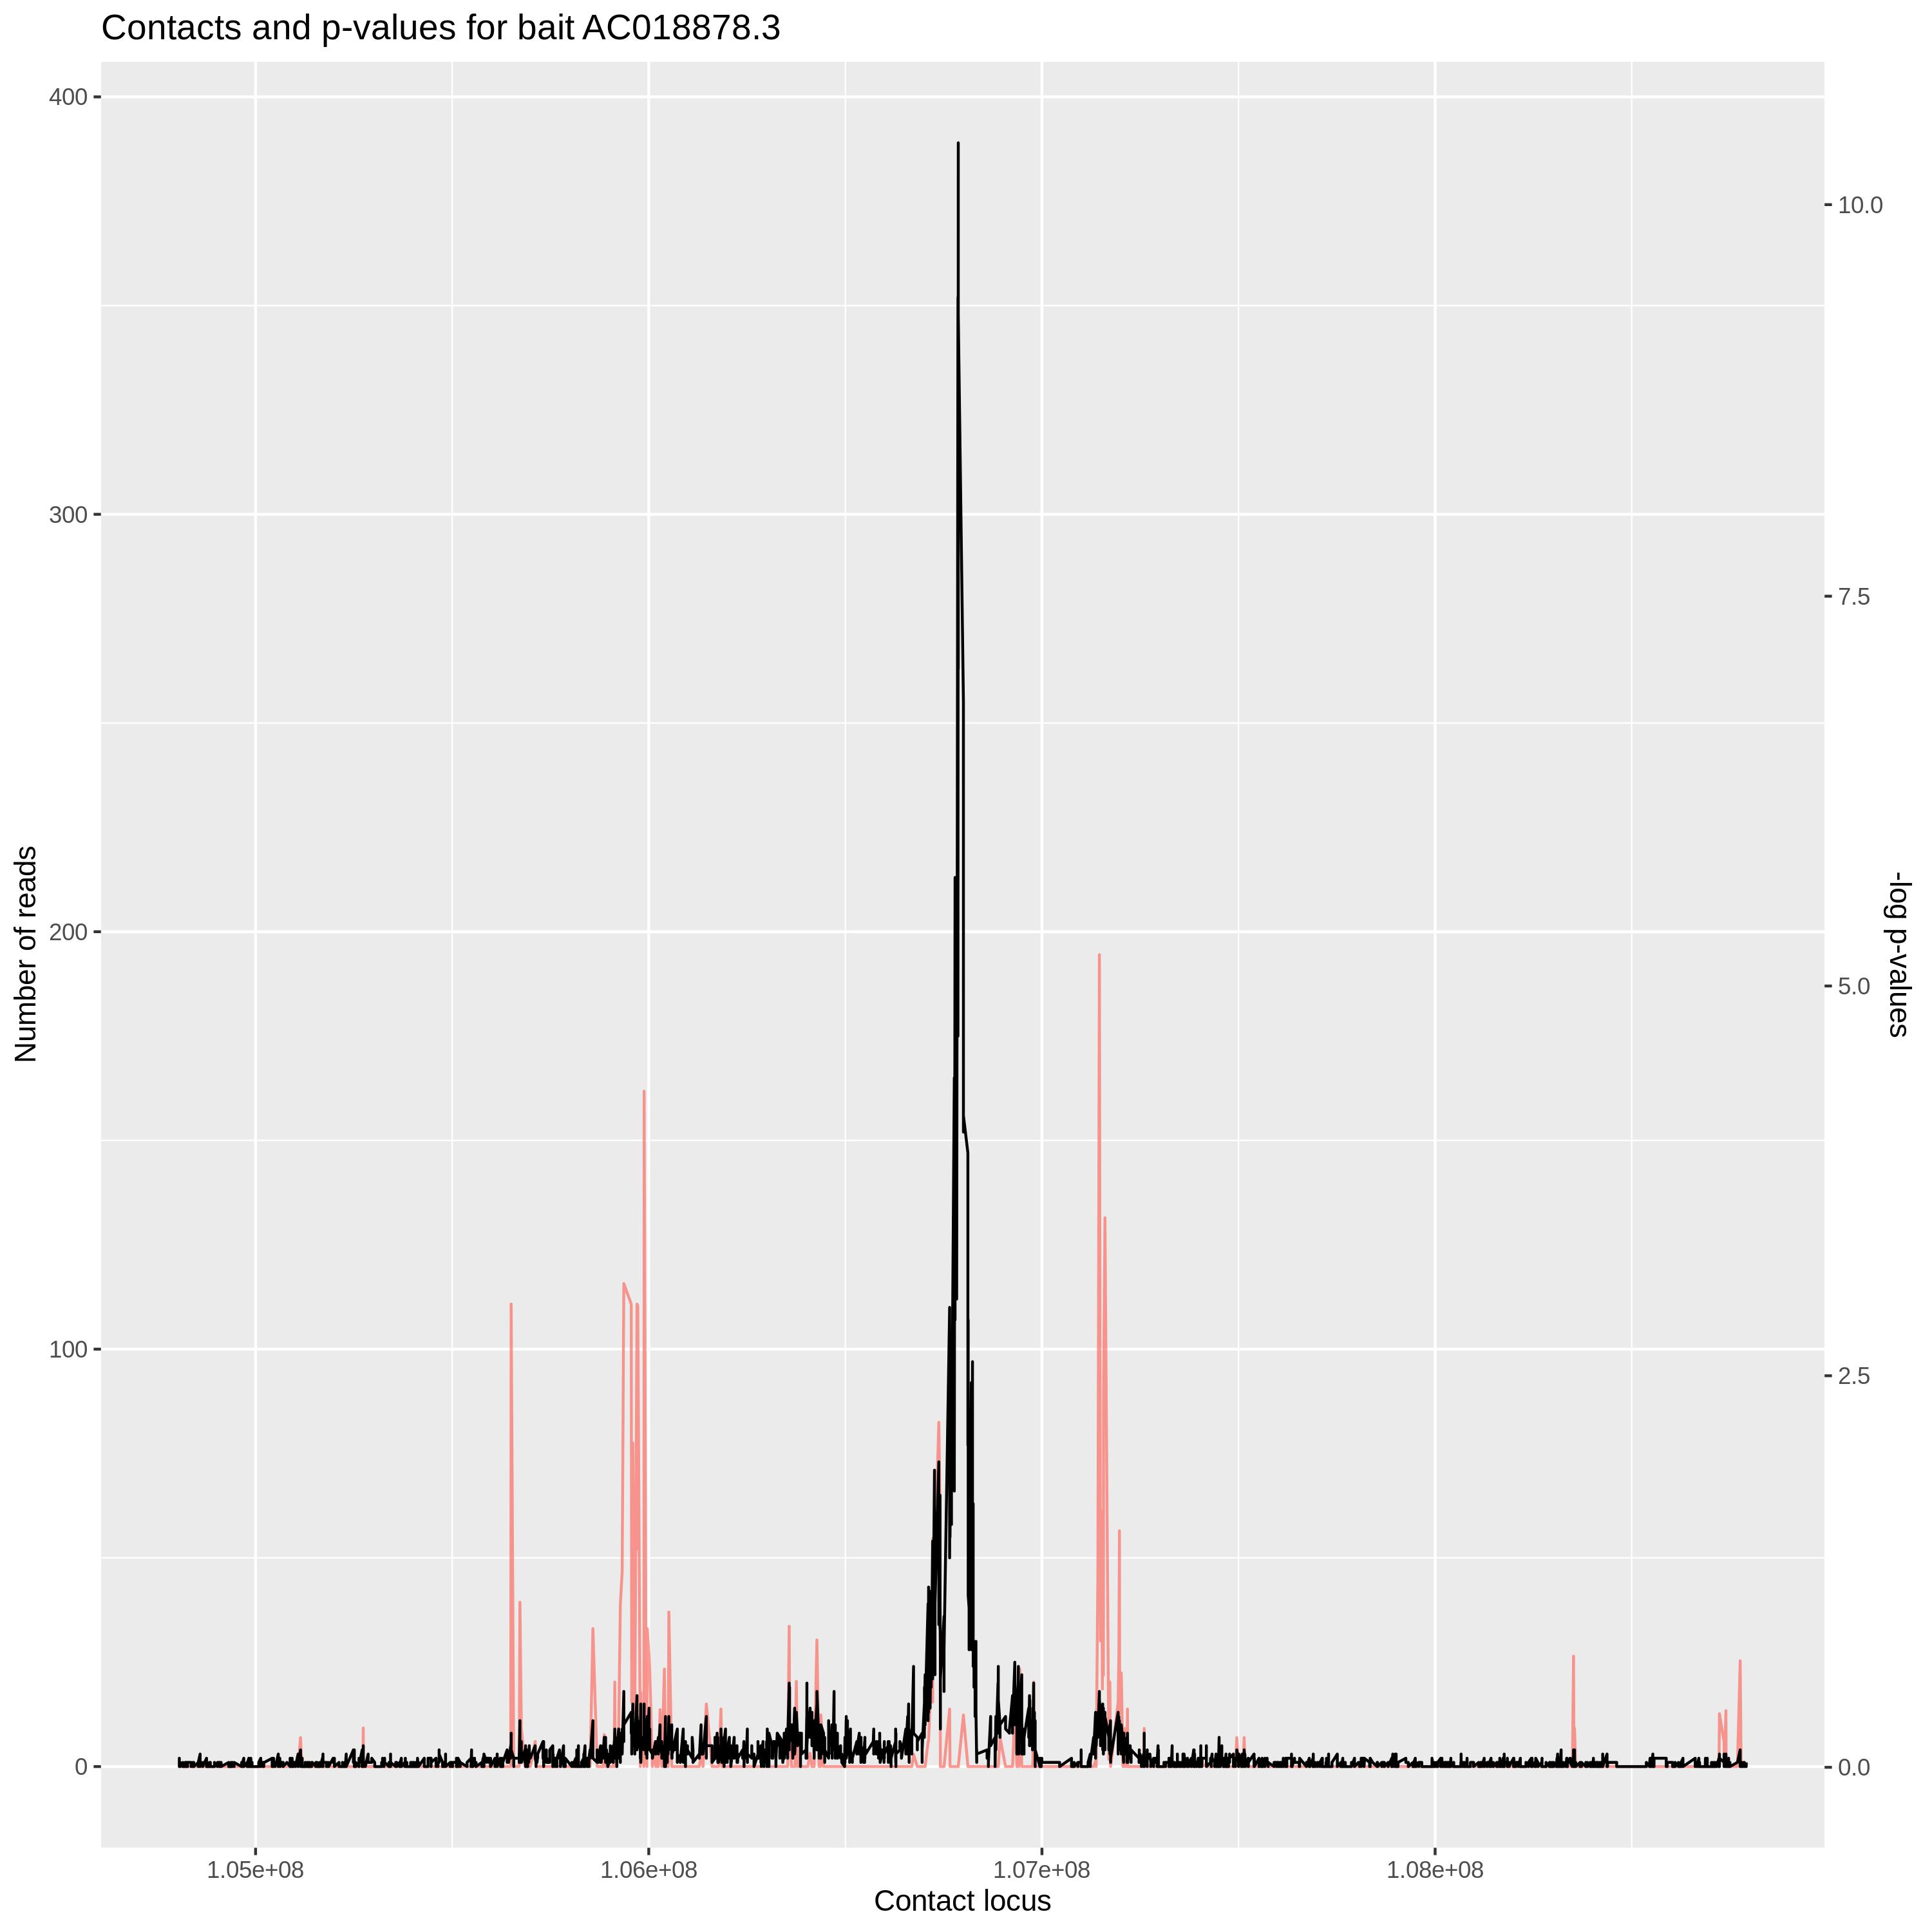 Contacts and p-values for bait AC018878.3
400
300
200
100
0
Number of reads
10.0
7.5
5.0
2.5
0.0
-log p-values
1.05e+08
1.06e+08
1.07e+08
1.08e+08
Contact locus